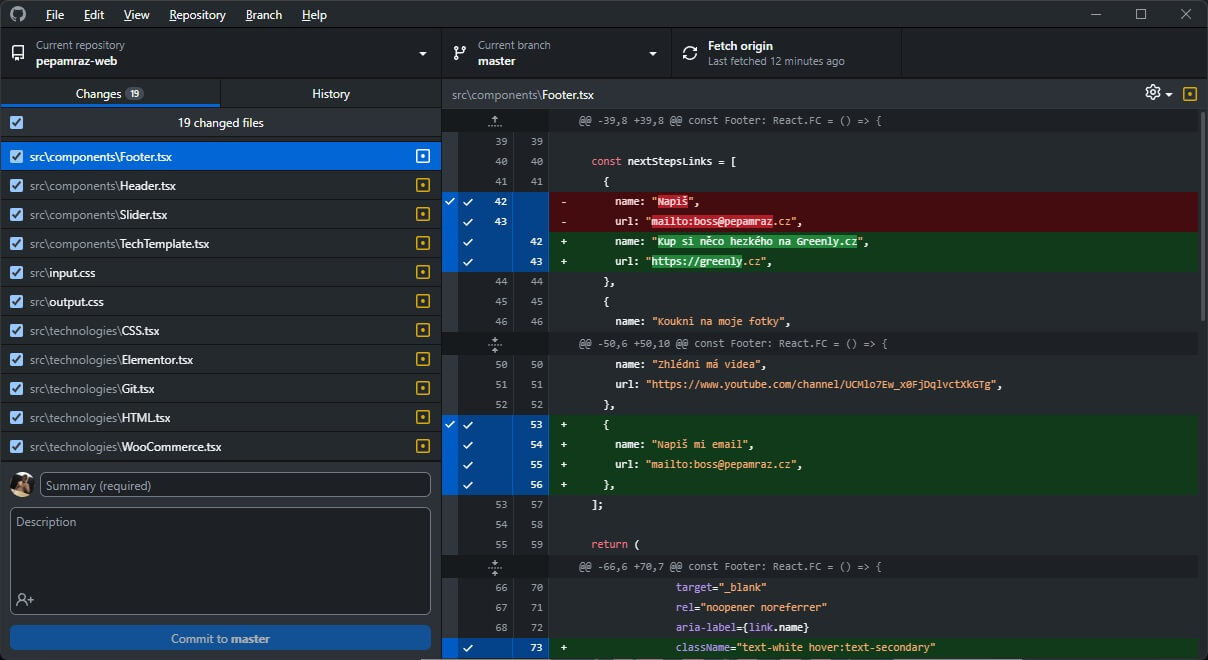 File Edit View Repository Branch Help
Current repository
pepamraz-web
Current branch
master
Fetch origin
Last fetched 12 minutes ago
Changes 19
History
19 changed files
src\components\Footer.tsx
src\components\Header.tsx
src\components\Slider.tsx
src\components\TechTemplate.tsx
src\input.css
src\output.css
src\technologies\CSS.tsx
src\technologies\Elementor.tsx
src\technologies\Git.tsx
src\technologies\HTML.tsx
src\technologies\WooCommerce.tsx
Summary (required)
Description
Commit to master
src\components\Footer.tsx
@@ -39,8 +39,8 @@ const Footer: React.FC = () => {
39 39
40 40 const nextStepsLinks = [
41 41 {
42 - name: "Napiš",
43 - url: "mailto:boss@pepamraz.cz",
42 + name: "Kup si něco hezkého na Greenly.cz",
43 + url: "https://greenly.cz",
44 44 },
45 45 {
46 46 name: "Koukni na moje fotky",
@@ -50,6 +50,10 @@ const Footer: React.FC = () => {
50 50 name: "Zhlédni má videa",
51 51 url: "https://www.youtube.com/channel/UCMlo7Ew_x0FjDqlvctXkGTg",
52 52 },
53 + {
54 + name: "Napiš mi email",
55 + url: "mailto:boss@pepamraz.cz",
56 + },
53 57 ];
54 58
55 59 return (
@@ -66,6 +70,7 @@ const Footer: React.FC = () => {
66 70 target="_blank"
67 71 rel="noopener noreferrer"
68 72 aria-label={link.name}
73 + className="text-white hover:text-secondary"